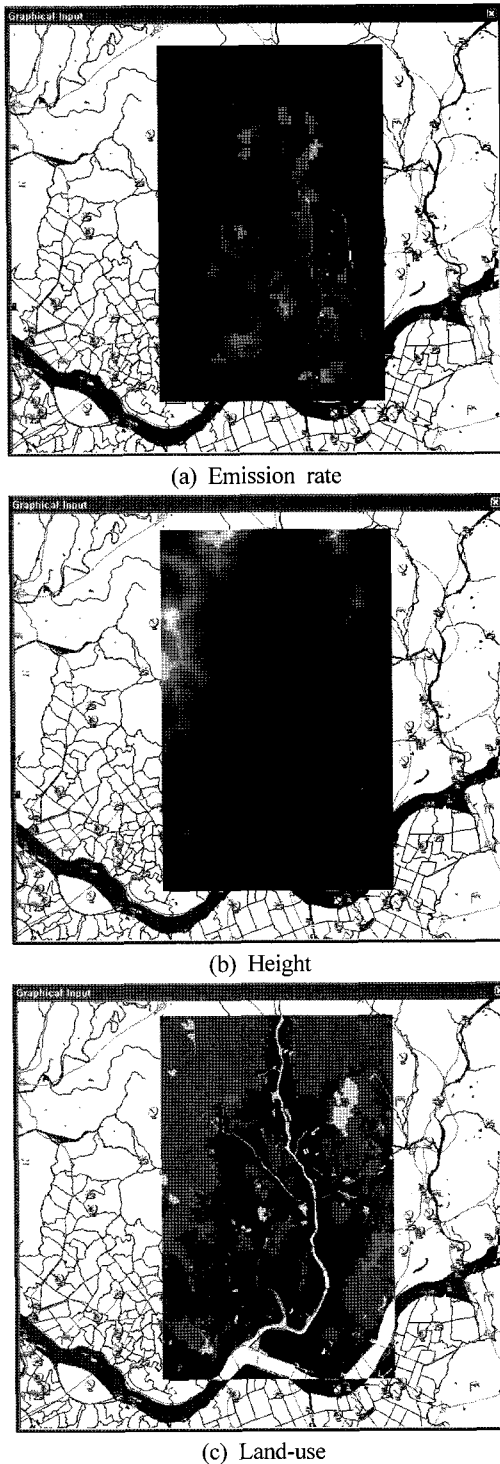 Graphical Input
(a) Emission rate
Graphical Input
(b) Height
Graphical Input
(c) Land-use